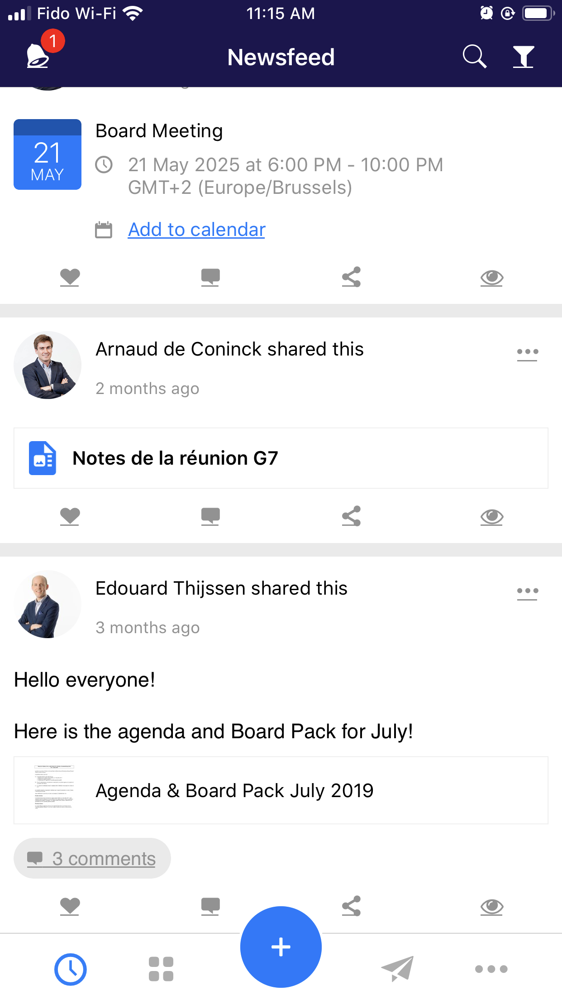 Fido Wi-Fi 11:15 AM
1
Newsfeed
21
MAY
Board Meeting
21 May 2025 at 6:00 PM - 10:00 PM
GMT+2 (Europe/Brussels)
Add to calendar
Arnaud de Coninck shared this
2 months ago
Notes de la réunion G7
Edouard Thijssen shared this
3 months ago
Hello everyone!
Here is the agenda and Board Pack for July!
Agenda & Board Pack July 2019
3 comments